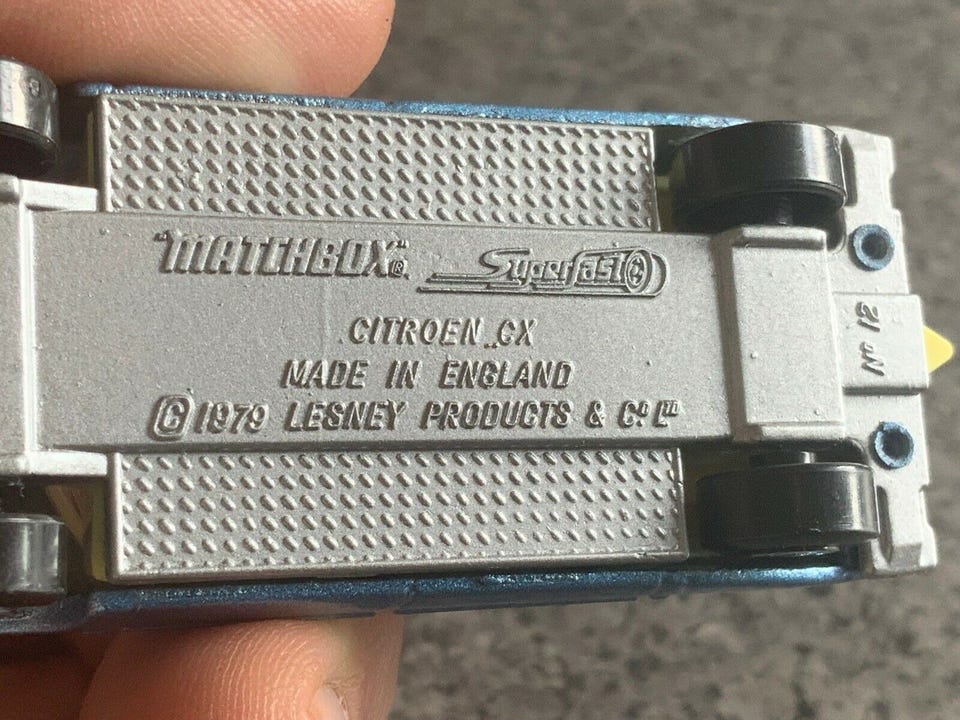 "MATCHBOX"® Superfast
CITROEN CX
MADE IN ENGLAND
© 1979 LESNEY PRODUCTS & Cº Lᵀᴰ
Nº 12